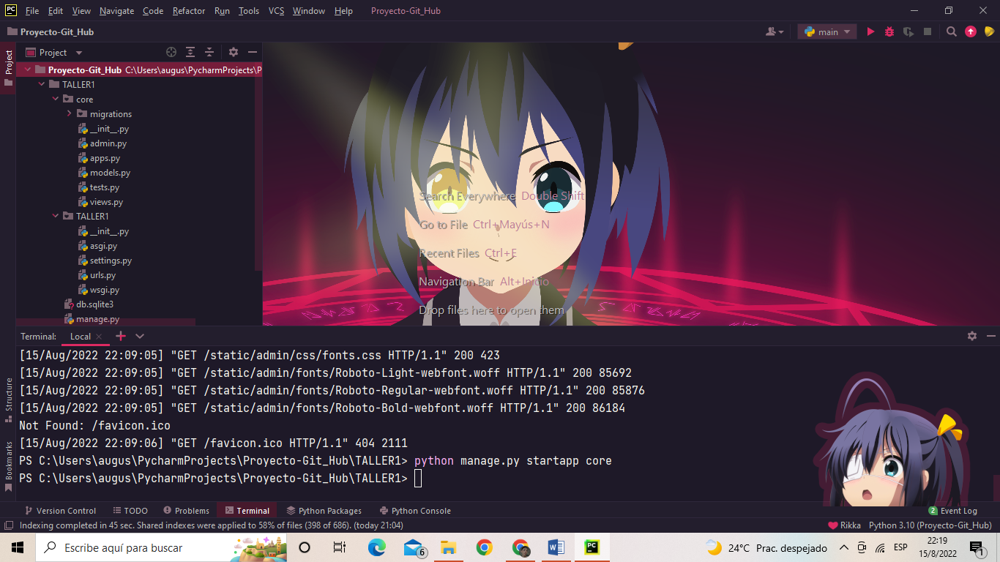 PC File Edit View Navigate Code Refactor Run Tools VCS Window Help Proyecto-Git_Hub
Proyecto-Git_Hub main
Project
Project
Proyecto-Git_Hub C:\Users\augus\PycharmProjects\P
TALLER1
core
migrations
__init__.py
admin.py
apps.py
models.py
tests.py
views.py
TALLER1
__init__.py
asgi.py
settings.py
urls.py
wsgi.py
db.sqlite3
manage.py
Search Everywhere Double Shift
Go to File Ctrl+Mayús+N
Recent Files Ctrl+E
Navigation Bar Alt+Inicio
Drop files here to open them
Terminal: Local
[15/Aug/2022 22:09:05] "GET /static/admin/css/fonts.css HTTP/1.1" 200 423
[15/Aug/2022 22:09:05] "GET /static/admin/fonts/Roboto-Light-webfont.woff HTTP/1.1" 200 85692
[15/Aug/2022 22:09:05] "GET /static/admin/fonts/Roboto-Regular-webfont.woff HTTP/1.1" 200 85876
[15/Aug/2022 22:09:05] "GET /static/admin/fonts/Roboto-Bold-webfont.woff HTTP/1.1" 200 86184
Not Found: /favicon.ico
[15/Aug/2022 22:09:06] "GET /favicon.ico HTTP/1.1" 404 2111
PS C:\Users\augus\PycharmProjects\Proyecto-Git_Hub\TALLER1> python manage.py startapp core
PS C:\Users\augus\PycharmProjects\Proyecto-Git_Hub\TALLER1>
Structure
Bookmarks
Version Control TODO Problems Terminal Python Packages Python Console 2 Event Log
Indexing completed in 45 sec. Shared indexes were applied to 58% of files (398 of 686). (today 21:04) Rikka Python 3.10 (Proyecto-Git_Hub)
Escribe aquí para buscar 6 W PC 24°C Prac. despejado ESP 22:19
15/8/2022 1